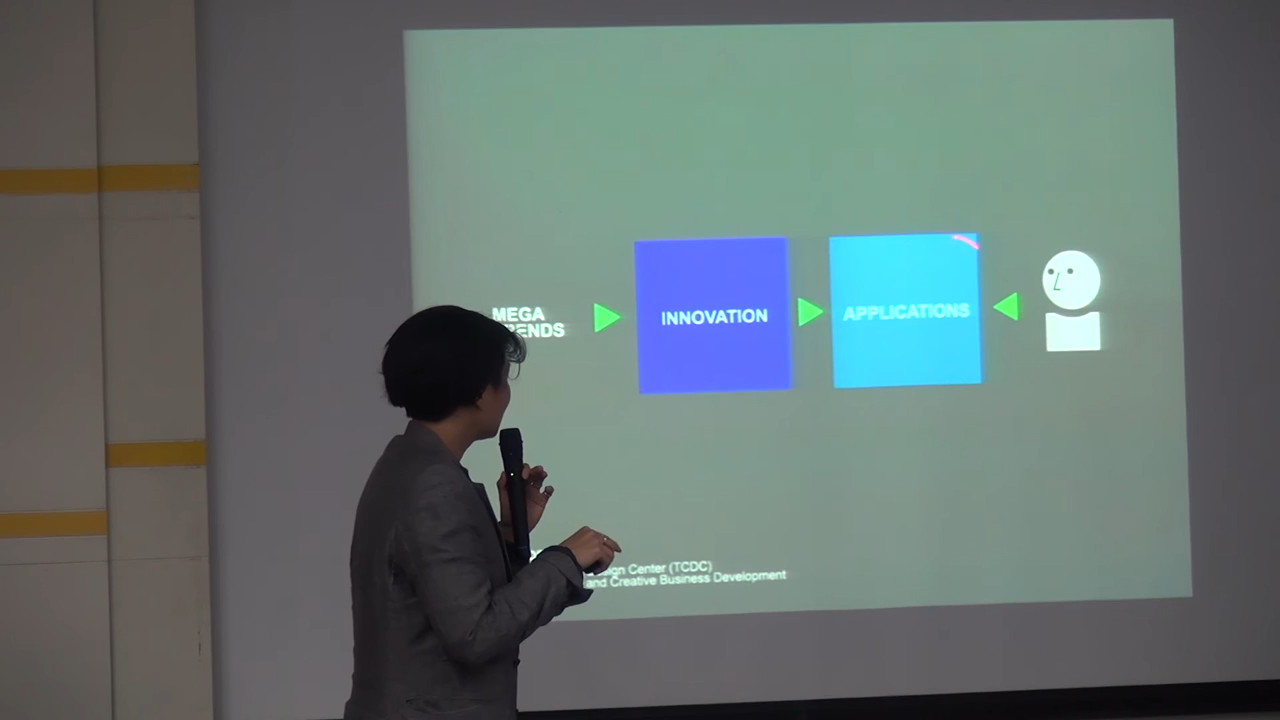 MEGA
INNOVATION
APPLICATIONS
Center (TCDC)
and Creative Business Development